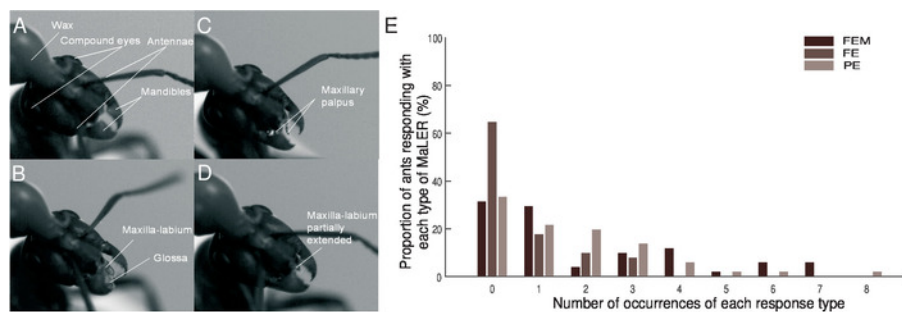 A
Wax
Compound eyes
Antennae
Mandibles
C
Maxillary
palpus
B
Maxilla-labium
Glossa
D
Maxilla-labium
partially
extended
E
Proportion of ants responding with
each type of MaLER (%)
100
80
60
40
20
0
FEM
FE
PE
0 1 2 3 4 5 6 7 8
Number of occurrences of each response type